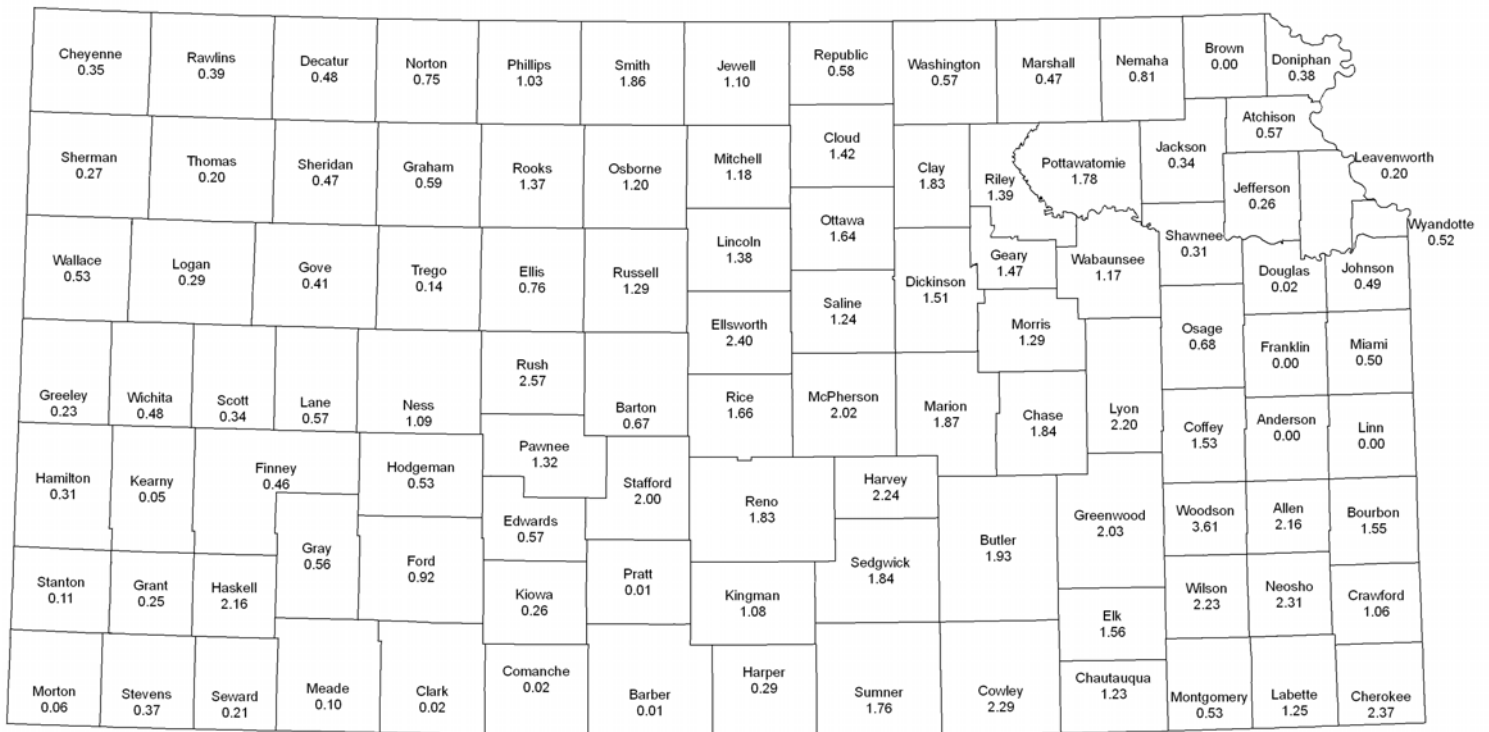 Cheyenne
0.35
Rawlins
0.39
Decatur
0.48
Norton
0.75
Phillips
1.03
Smith
1.86
Jewell
1.10
Republic
0.58
Washington
0.57
Marshall
0.47
Nemaha
0.81
Brown
0.00
Doniphan
0.38
Sherman
0.27
Thomas
0.20
Sheridan
0.47
Graham
0.59
Rooks
1.37
Osborne
1.20
Mitchell
1.18
Cloud
1.42
Clay
1.83
Riley
1.39
Pottawatomie
1.78
Jackson
0.34
Atchison
0.57
Jefferson
0.26
Leavenworth
0.20
Wyandotte
0.52
Wallace
0.53
Logan
0.29
Gove
0.41
Trego
0.14
Ellis
0.76
Russell
1.29
Lincoln
1.38
Ottawa
1.64
Dickinson
1.51
Geary
1.47
Wabaunsee
1.17
Shawnee
0.31
Douglas
0.02
Johnson
0.49
Ellsworth
2.40
Saline
1.24
Morris
1.29
Osage
0.68
Franklin
0.00
Miami
0.50
Greeley
0.23
Wichita
0.48
Scott
0.34
Lane
0.57
Ness
1.09
Rush
2.57
Barton
0.67
Rice
1.66
McPherson
2.02
Marion
1.87
Chase
1.84
Lyon
2.20
Coffey
1.53
Anderson
0.00
Linn
0.00
Hamilton
0.31
Kearny
0.05
Finney
0.46
Hodgeman
0.53
Pawnee
1.32
Stafford
2.00
Edwards
0.57
Reno
1.83
Harvey
2.24
Butler
1.93
Greenwood
2.03
Woodson
3.61
Allen
2.16
Bourbon
1.55
Stanton
0.11
Grant
0.25
Haskell
2.16
Gray
0.56
Ford
0.92
Kiowa
0.26
Pratt
0.01
Kingman
1.08
Sedgwick
1.84
Elk
1.56
Wilson
2.23
Neosho
2.31
Crawford
1.06
Morton
0.06
Stevens
0.37
Seward
0.21
Meade
0.10
Clark
0.02
Comanche
0.02
Barber
0.01
Harper
0.29
Sumner
1.76
Cowley
2.29
Chautauqua
1.23
Montgomery
0.53
Labette
1.25
Cherokee
2.37